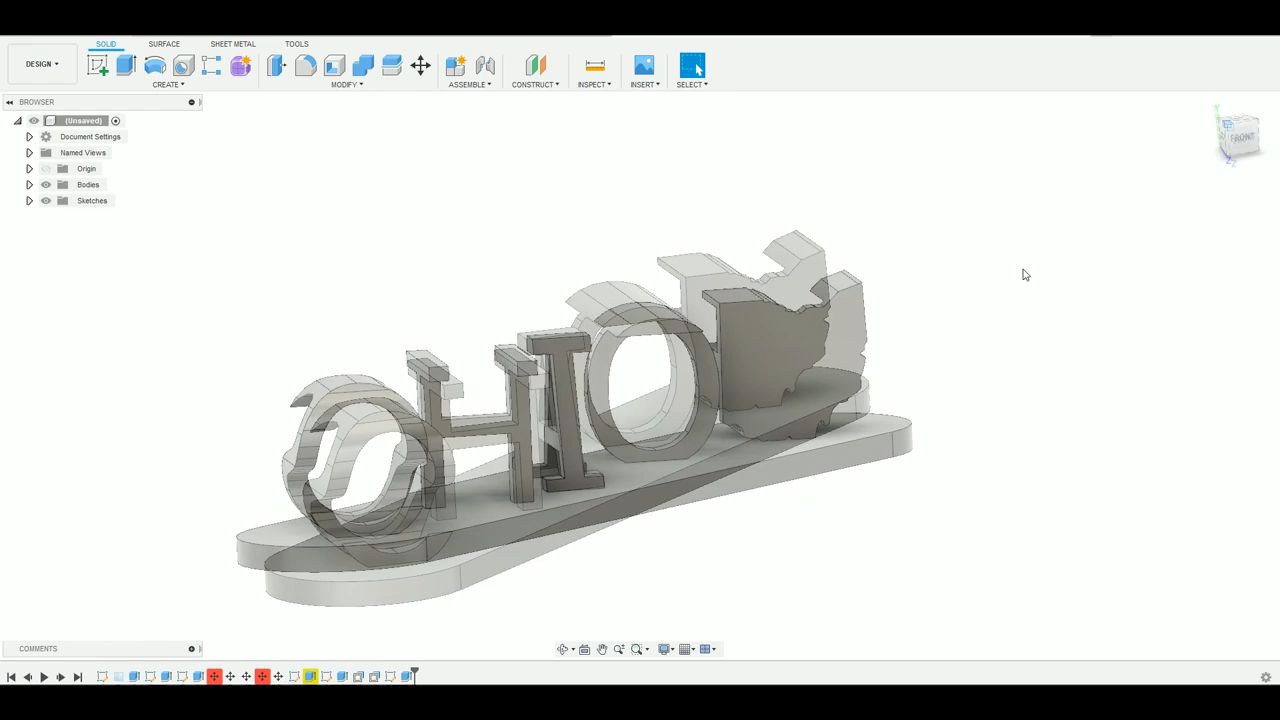 SOLID SURFACE SHEET METAL TOOLS
DESIGN
CREATE MODIFY ASSEMBLE CONSTRUCT INSPECT INSERT SELECT
BROWSER
(Unsaved)
Document Settings
Named Views
Origin
Bodies
Sketches
FRONT
Z
OHIO
COMMENTS